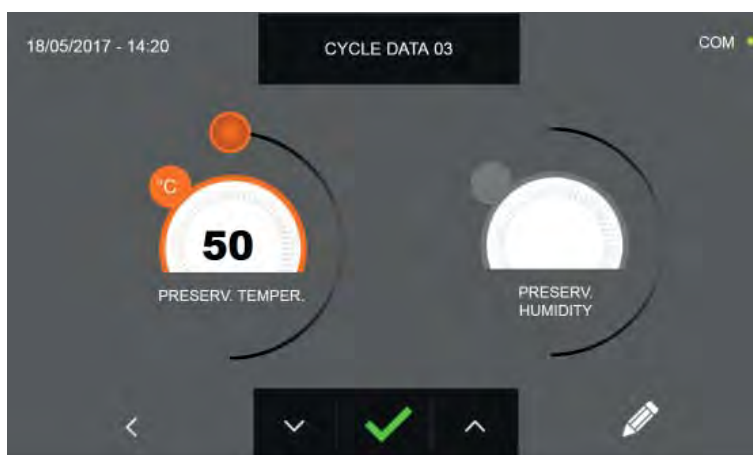 18/05/2017 - 14:20
CYCLE DATA 03
COM
°C
50
PRESERV. TEMPER.
PRESERV.
HUMIDITY